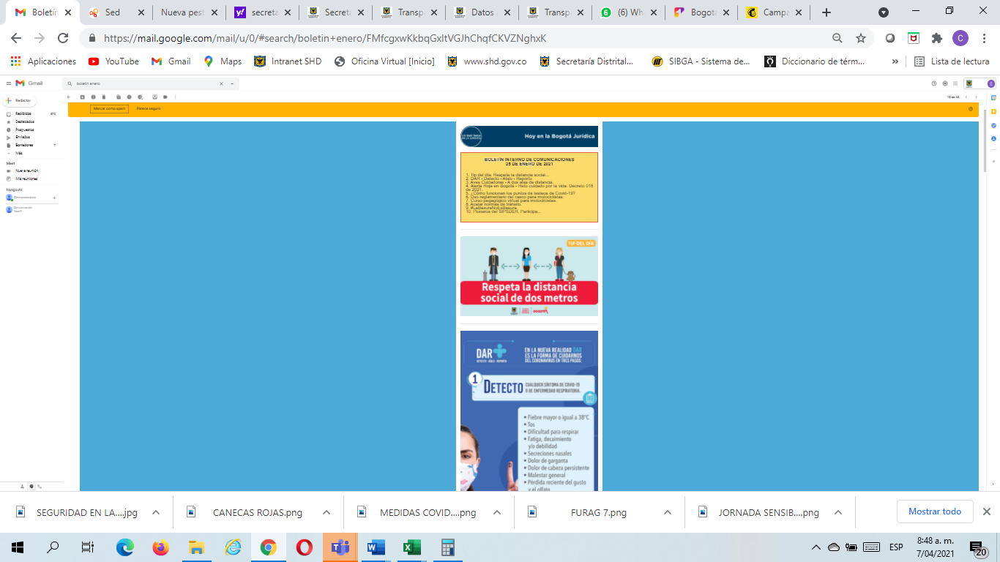 Boletín
Sed
Nueva pest
secreta
Secreta
Transpa
Datos
Transpa
(6) Wh
Bogotá
Campa
https://mail.google.com/mail/u/0/#search/boletin+enero/FMfcgxwKkbqGxltVGJhChqfCKVZNghxK
Aplicaciones
YouTube
Gmail
Maps
Intranet SHD
Oficina Virtual [Inicio]
www.shd.gov.co
Secretaría Distrital...
SIBGA - Sistema de...
Diccionario de térm...
»
Lista de lectura
Gmail
boletin enero
Redactar
Recibidos
Destacados
Pospuestos
Enviados
Borradores
Más
Meet
Nueva reunión
Mis reuniones
Hangouts
Marcar como spam
Parece seguro
Hoy en la Bogotá Jurídica
BOLETÍN INTERNO DE COMUNICACIONES
25 DE ENERO DE 2021
1. Tip del día. Respeta la distancia social...
2. DAR - Detecto - Aíslo - Reporto
3. Aves Cuidadoras - A dos alas de distancia.
4. Alerta Roja en Bogotá - Reto cuidado por la vida. Decreto 018
de 2021.
5. ¿Cómo funcionan los puntos de testeos de Covid-19?
6. Uso reglamentario del casco para motociclistas.
7. Curso pegagógico virtual para motociclistas.
8. Acatar normas de tránsito.
9. #LaBasuraNoEsBasura.
10. Pioneros del SIPSDER. Participa...
TIP DEL DÍA
Respeta la distancia
social de dos metros
BOGOTÁ
DAR
DETECTO · AÍSLO · REPORTO
EN LA NUEVA REALIDAD DAR
ES LA FORMA DE CUIDARNOS
DEL CORONAVIRUS EN TRES PASOS:
1
DETECTO
CUALQUIER SÍNTOMA DE COVID-19
O DE ENFERMEDAD RESPIRATORIA.
• Fiebre mayor o igual a 38°C
• Tos
• Dificultad para respirar
• Fatiga, decaimiento
y/o debilidad
• Secreciones nasales
• Dolor de garganta
• Dolor de cabeza persistente
• Malestar general
• Pérdida reciente del gusto
y el olfato
SEGURIDAD EN LA....jpg
CANECAS ROJAS.png
MEDIDAS COVID....png
FURAG 7.png
JORNADA SENSIB....png
Mostrar todo
ESP
8:48 a. m.
7/04/2021
20